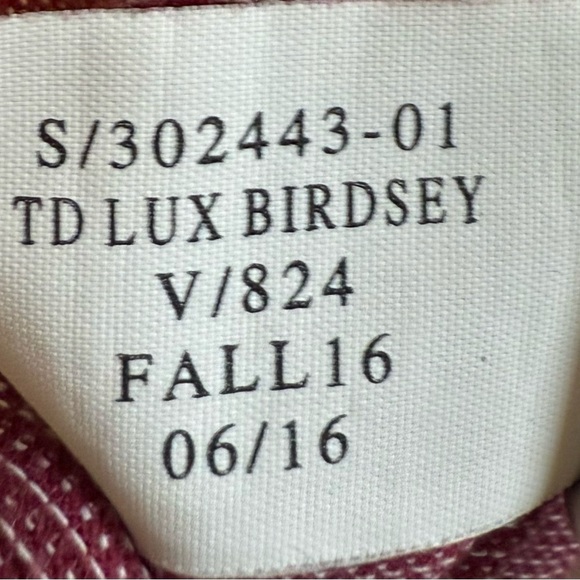 S/302443-01
TD LUX BIRDSEY
V/824
FALL16
06/16